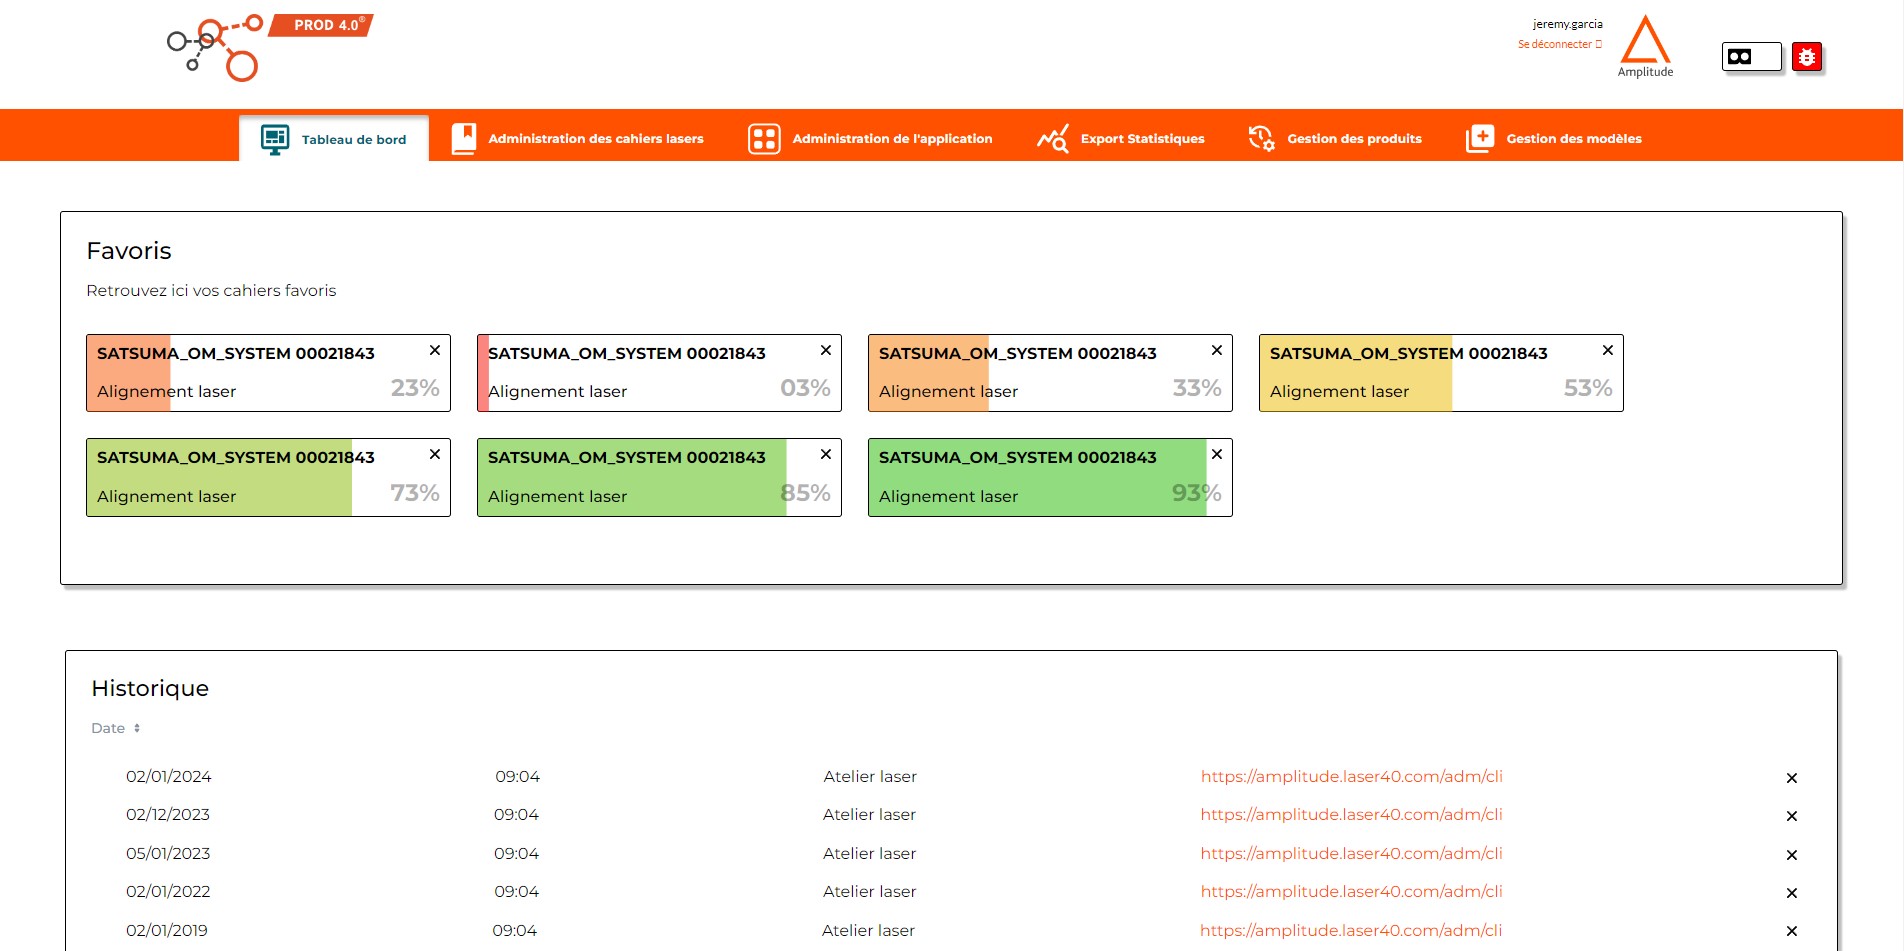 PROD 4.0®
jeremy.garcia
Se déconnecter
Amplitude
Tableau de bord
Administration des cahiers lasers
Administration de l'application
Export Statistiques
Gestion des produits
Gestion des modèles
Favoris
Retrouvez ici vos cahiers favoris
SATSUMA_OM_SYSTEM 00021843
Alignement laser 23%
SATSUMA_OM_SYSTEM 00021843
Alignement laser 03%
SATSUMA_OM_SYSTEM 00021843
Alignement laser 33%
SATSUMA_OM_SYSTEM 00021843
Alignement laser 53%
SATSUMA_OM_SYSTEM 00021843
Alignement laser 73%
SATSUMA_OM_SYSTEM 00021843
Alignement laser 85%
SATSUMA_OM_SYSTEM 00021843
Alignement laser 93%
Historique
Date
02/01/2024 09:04 Atelier laser https://amplitude.laser40.com/adm/cli
02/12/2023 09:04 Atelier laser https://amplitude.laser40.com/adm/cli
05/01/2023 09:04 Atelier laser https://amplitude.laser40.com/adm/cli
02/01/2022 09:04 Atelier laser https://amplitude.laser40.com/adm/cli
02/01/2019 09:04 Atelier laser https://amplitude.laser40.com/adm/cli